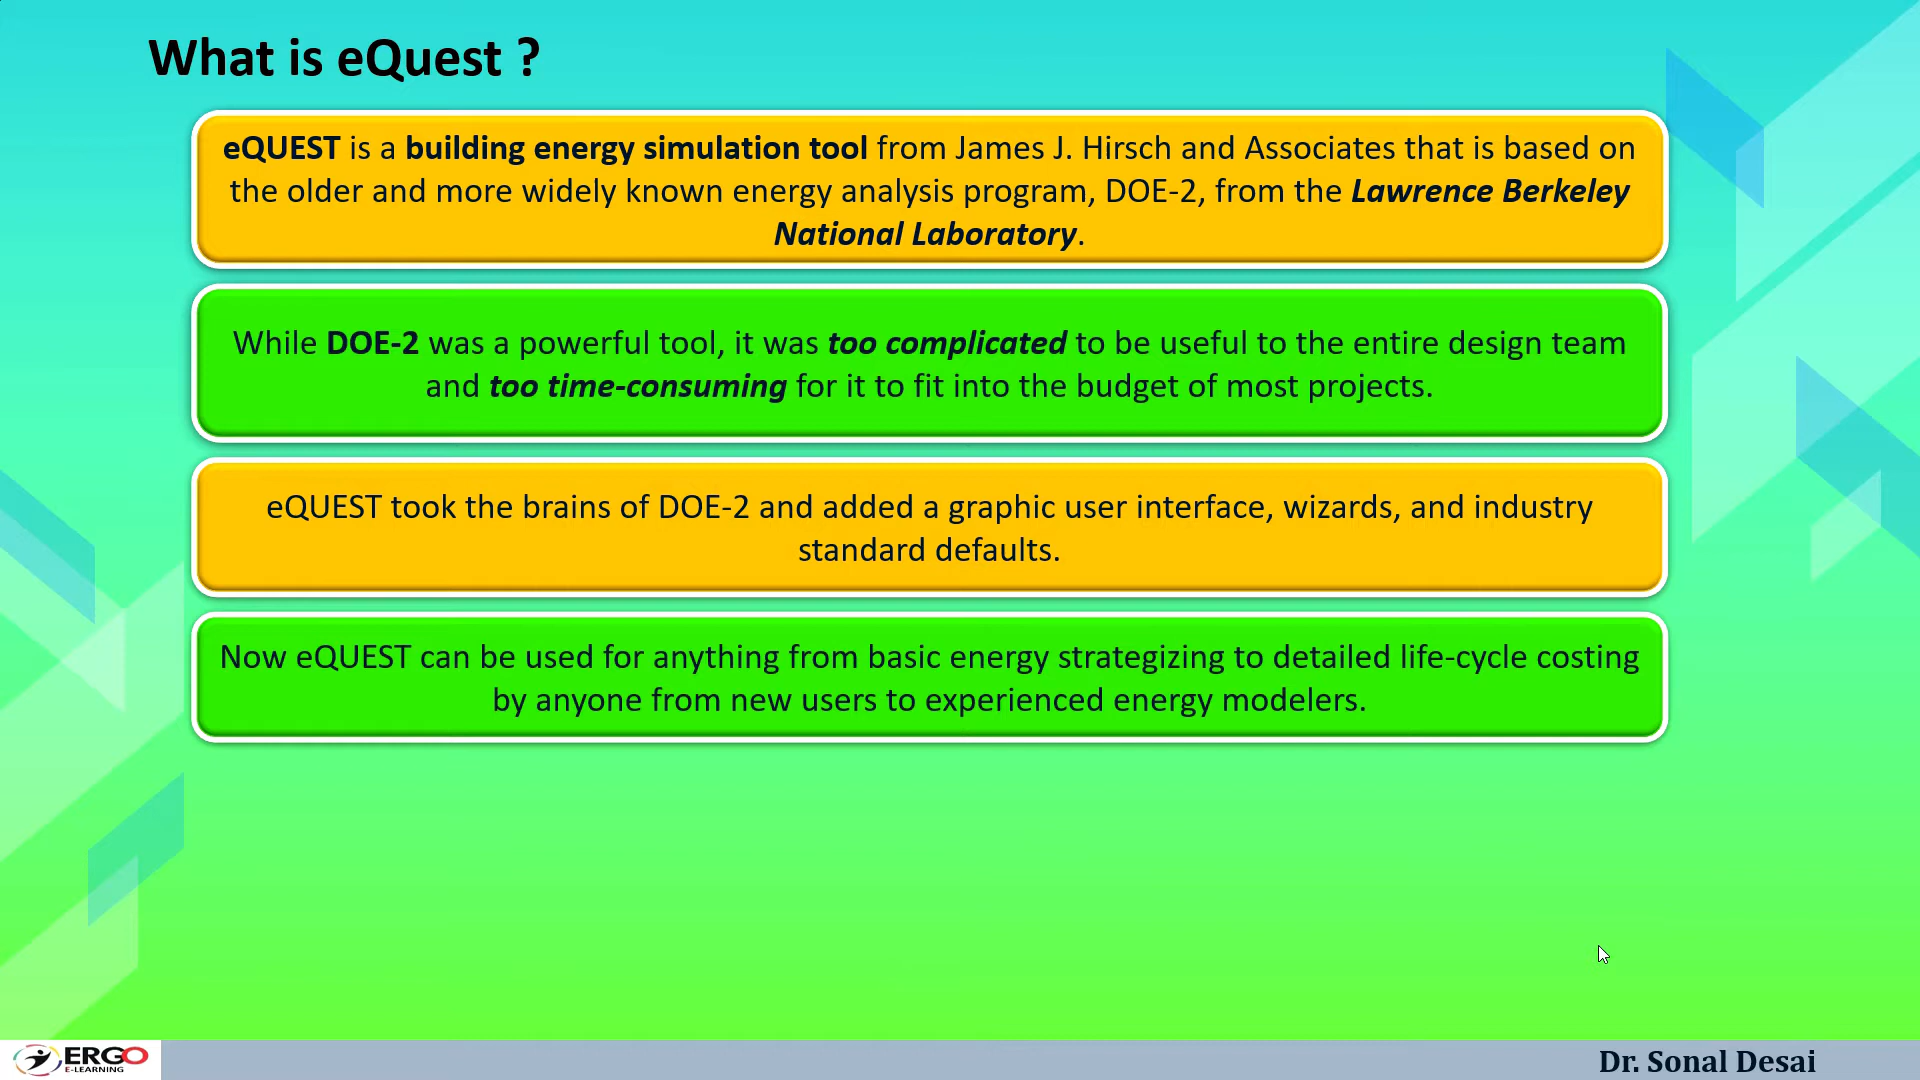 What is eQuest ?
eQUEST is a building energy simulation tool from James J. Hirsch and Associates that is based on
the older and more widely known energy analysis program, DOE-2, from the Lawrence Berkeley
National Laboratory.
While DOE-2 was a powerful tool, it was too complicated to be useful to the entire design team
and too time-consuming for it to fit into the budget of most projects.
eQUEST took the brains of DOE-2 and added a graphic user interface, wizards, and industry
standard defaults.
Now eQUEST can be used for anything from basic energy strategizing to detailed life-cycle costing
by anyone from new users to experienced energy modelers.
ERGO
E-LEARNING
Dr. Sonal Desai